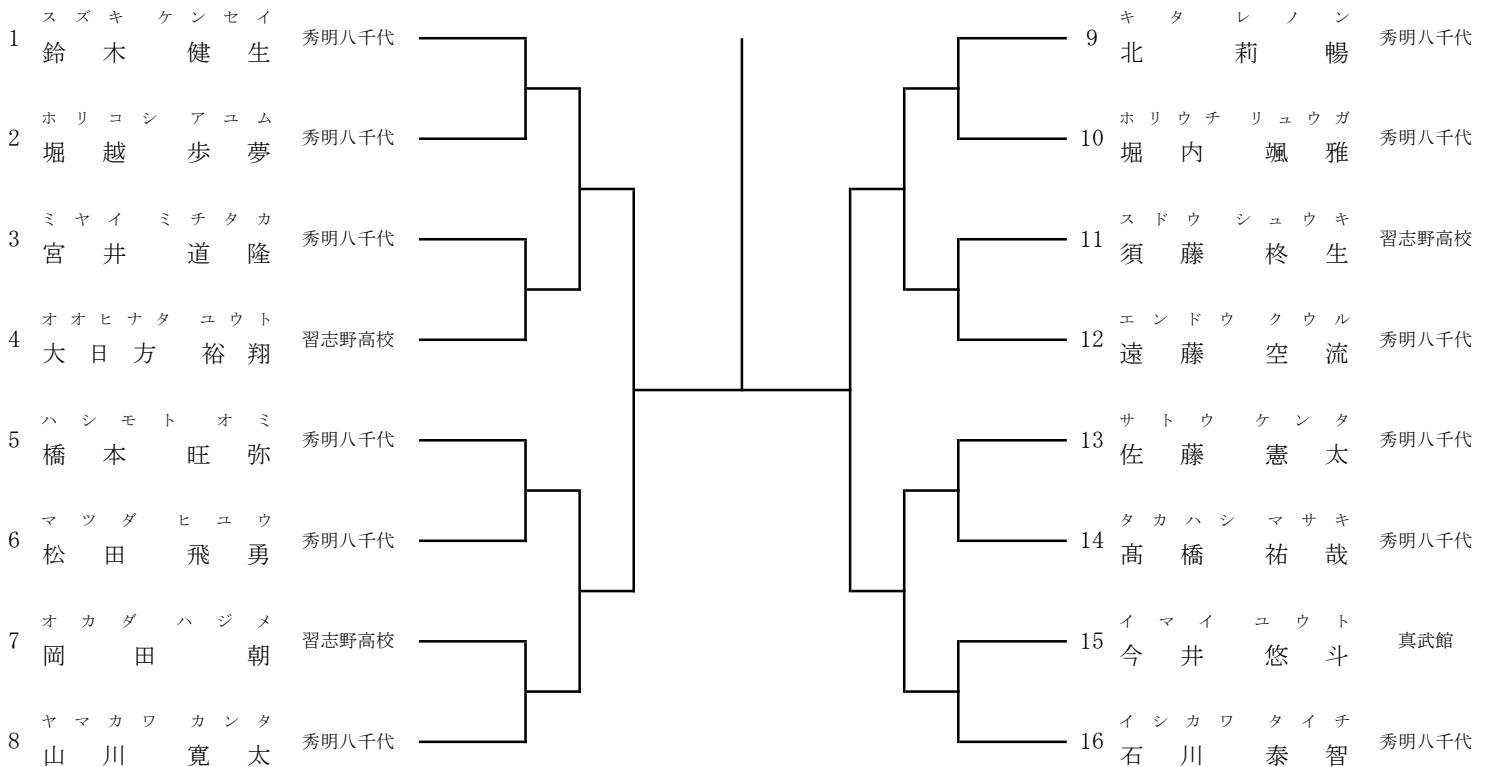 スズキ ケンセイ
1 鈴木 健生 秀明八千代
ホリコシ アユム
2 堀越 歩夢 秀明八千代
ミヤイ ミチタカ
3 宮井 道隆 秀明八千代
オオヒナタ ユウト
4 大日方 裕翔 習志野高校
ハシモト オミ
5 橋本 旺弥 秀明八千代
マツダ ヒユウ
6 松田 飛勇 秀明八千代
オカダ ハジメ
7 岡田 朝 習志野高校
ヤマカワ カンタ
8 山川 寛太 秀明八千代
キタ レノン
9 北 莉暢 秀明八千代
ホリウチ リュウガ
10 堀内 颯雅 秀明八千代
スドウ シュウキ
11 須藤 柊生 習志野高校
エンドウ クウル
12 遠藤 空流 秀明八千代
サトウ ケンタ
13 佐藤 憲太 秀明八千代
タカハシ マサキ
14 髙橋 祐哉 秀明八千代
イマイ ユウト
15 今井 悠斗 真武館
イシカワ タイチ
16 石川 泰智 秀明八千代